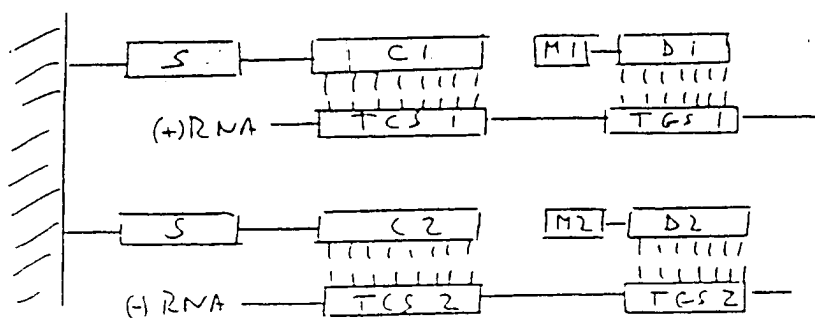 S C1 M1 D1
(+)RNA TCS 1 TGS 1
S C2 M2 D2
(-)RNA TCS 2 TGS 2